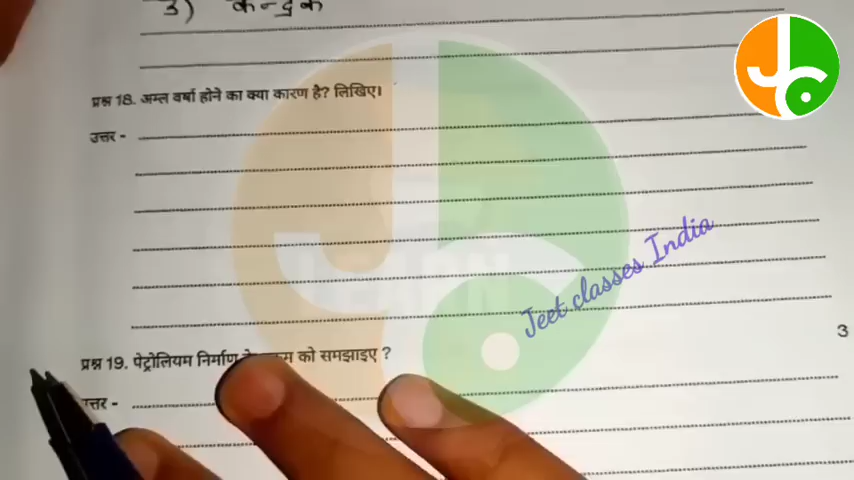 3) केन्द्रक
प्रश्न 18. अम्ल वर्षा होने का क्या कारण है? लिखिए।
उत्तर -
Jeet classes India
LEARN
3
प्रश्न 19. पेट्रोलियम निर्माण को समझाइए ?
उत्तर -